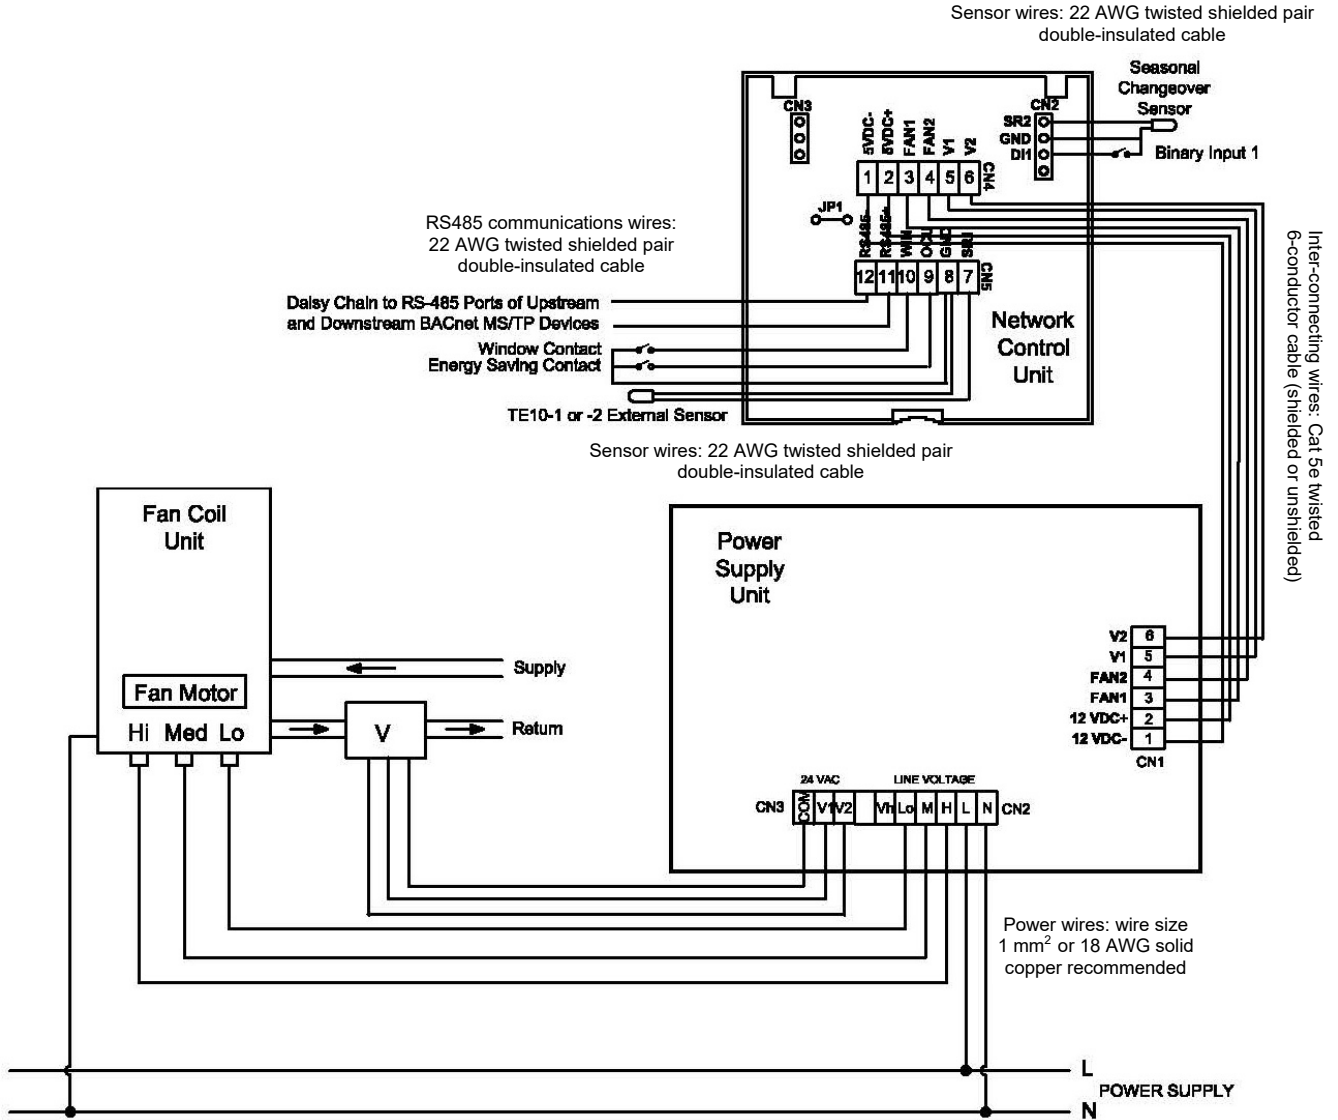 Sensor wires: 22 AWG twisted shielded pair
double-insulated cable
Seasonal
Changeover
Sensor
CN3
CN2
SR2
GND
DI1
Binary Input 1
5VDC-
5VDC+
FAN1
FAN2
V1
V2
1 2 3 4 5 6
CN4
JP1
RS485-
RS485+
WIN
OCU
GND
SR1
12 11 10 9 8 7
CN5
RS485 communications wires:
22 AWG twisted shielded pair
double-insulated cable
Daisy Chain to RS-485 Ports of Upstream
and Downstream BACnet MS/TP Devices
Window Contact
Energy Saving Contact
TE10-1 or -2 External Sensor
Network
Control
Unit
Sensor wires: 22 AWG twisted shielded pair
double-insulated cable
Inter-connecting wires: Cat 5e twisted
6-conductor cable (shielded or unshielded)
Fan Coil
Unit
Fan Motor
Hi Med Lo
Supply
Return
V
Power
Supply
Unit
V2 6
V1 5
FAN2 4
FAN1 3
12 VDC+ 2
12 VDC- 1
CN1
24 VAC
LINE VOLTAGE
CN3 COM V1 V2 Vh Lo M H L N CN2
Power wires: wire size
1 mm² or 18 AWG solid
copper recommended
L
POWER SUPPLY
N